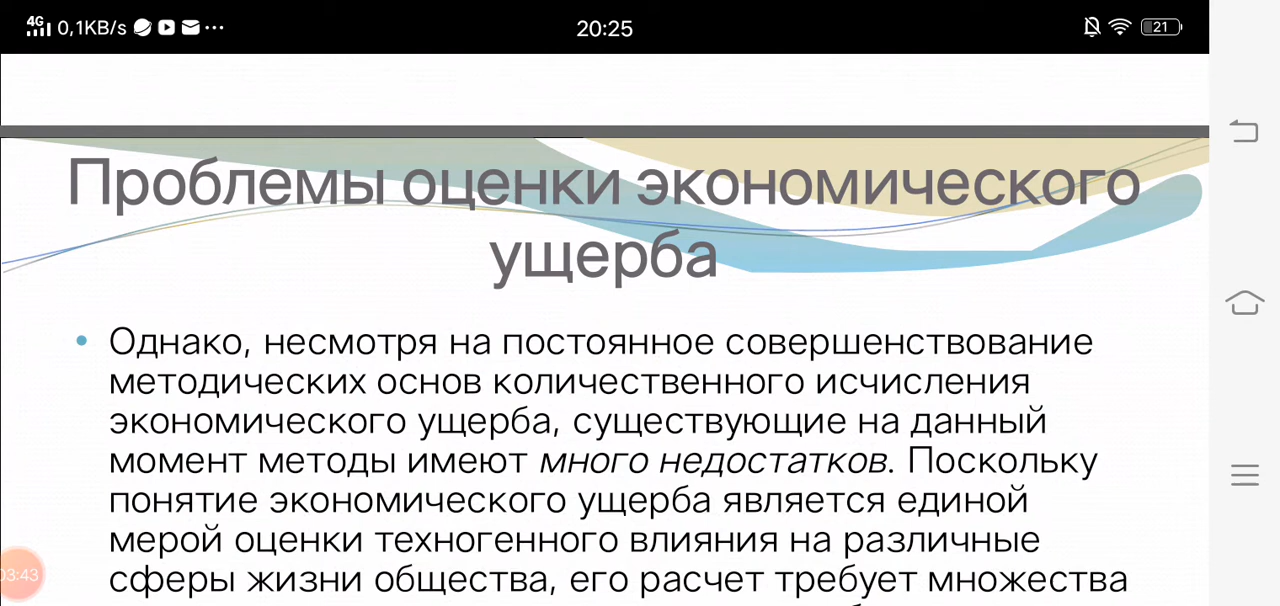 4G 0,1KB/s ... 20:25 21
Проблемы оценки экономического
ущерба
• Однако, несмотря на постоянное совершенствование
методических основ количественного исчисления
экономического ущерба, существующие на данный
момент методы имеют много недостатков. Поскольку
понятие экономического ущерба является единой
мерой оценки техногенного влияния на различные
сферы жизни общества, его расчет требует множества
03:43